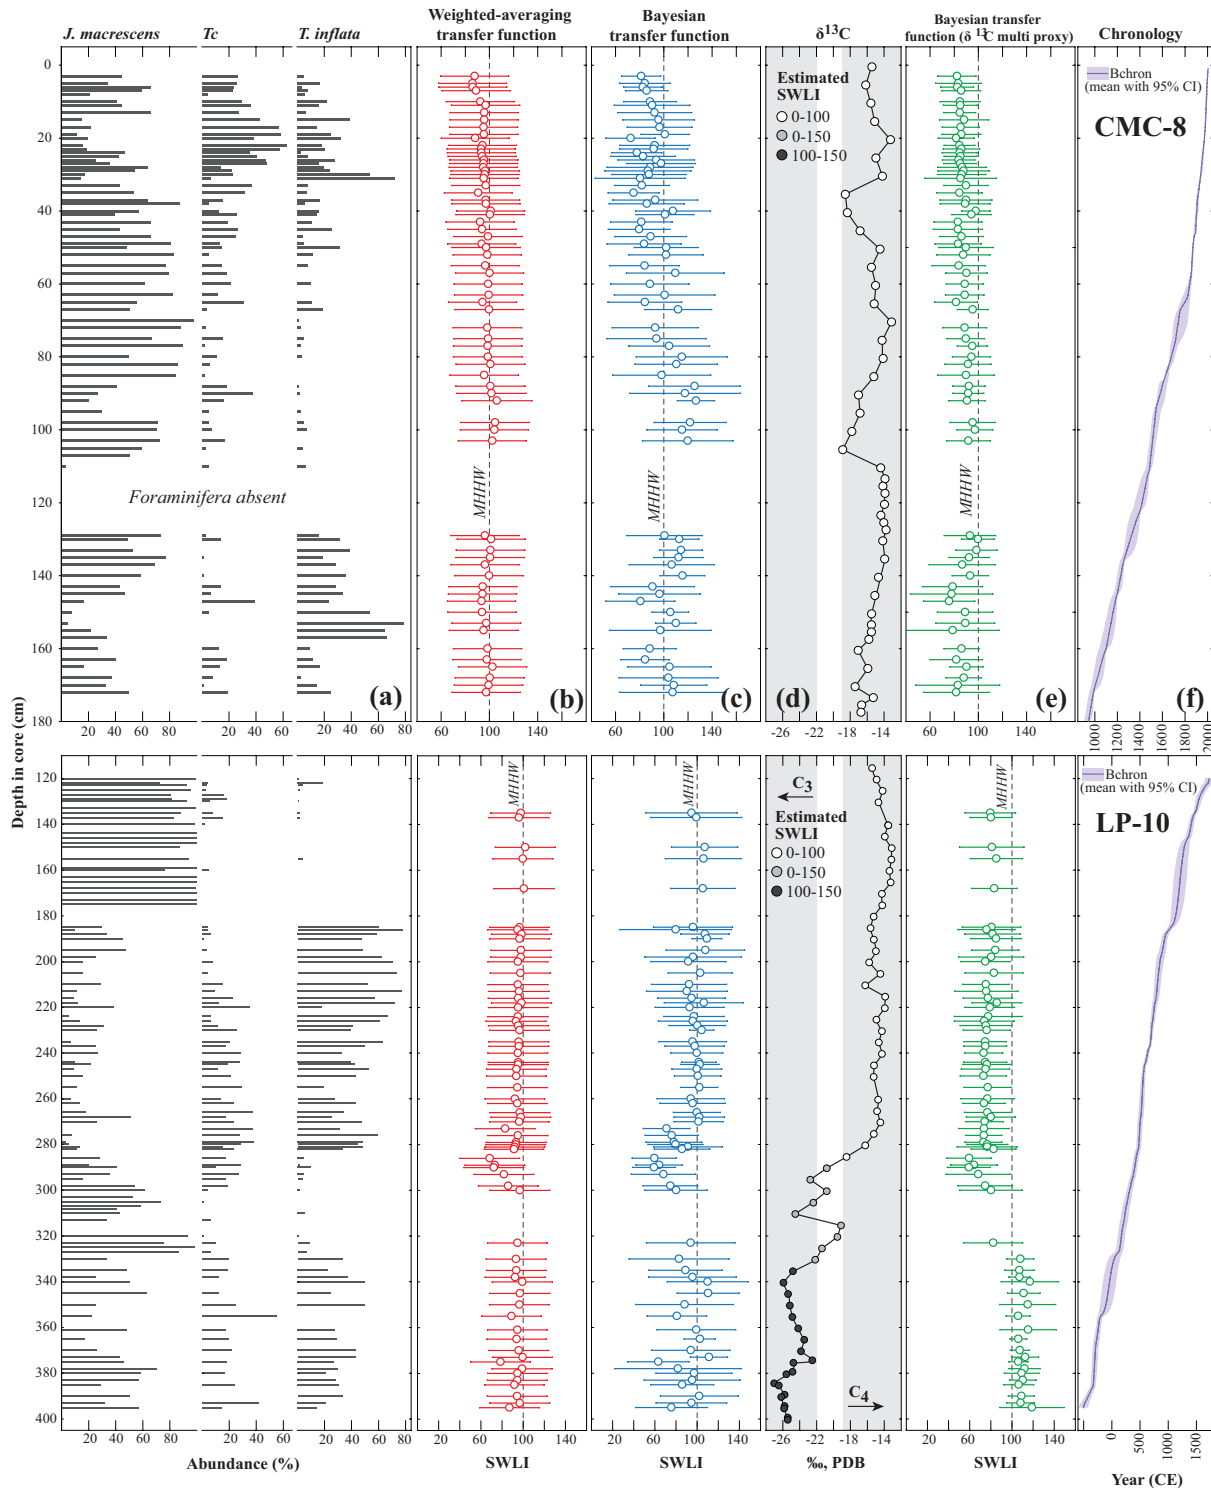 J. macrescens
Tc
T. inflata
Weighted-averaging
transfer function
Bayesian
transfer function
δ13C
Bayesian transfer
function (δ 13C multi proxy)
Chronology
0
20
40
60
80
100
120
140
160
180
Foraminifera absent
MHHW
MHHW
MHHW
Estimated
SWLI
0-100
0-150
100-150
Bchron
(mean with 95% CI)
CMC-8
(a)
(b)
(c)
(d)
(e)
(f)
20 40 60 80
20 40 60
20 40 60 80
60 100 140
60 100 140
-26 -22 -18 -14
60 100 140
1000 1200 1400 1600 1800 2000
Depth in core (cm)
120
140
160
180
200
220
240
260
280
300
320
340
360
380
400
MHHW
MHHW
MHHW
C3
Estimated
SWLI
0-100
0-150
100-150
C4
Bchron
(mean with 95% CI)
LP-10
20 40 60 80
20 40 60
20 40 60 80
20 60 100 140
20 60 100 140
-26 -22 -18 -14
20 60 100 140
0 500 1000 1500
Abundance (%)
SWLI
SWLI
‰, PDB
SWLI
Year (CE)